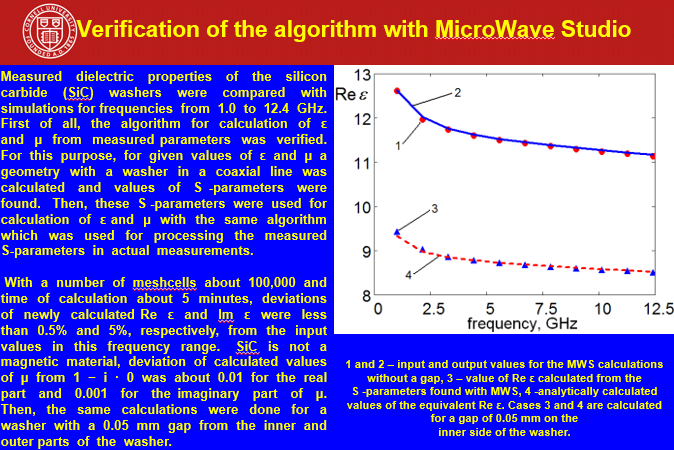 Verification of the algorithm with MicroWave Studio
Measured dielectric properties of the silicon
carbide (SiC) washers were compared with
simulations for frequencies from 1.0 to 12.4 GHz.
First of all, the algorithm for calculation of ε
and μ from measured parameters was verified.
For this purpose, for given values of ε and μ a
geometry with a washer in a coaxial line was
calculated and values of S -parameters were
found. Then, these S -parameters were used for
calculation of ε and μ with the same algorithm
which was used for processing the measured
S-parameters in actual measurements.
With a number of meshcells about 100,000 and
time of calculation about 5 minutes, deviations
of newly calculated Re ε and Im ε were less
than 0.5% and 5%, respectively, from the input
values in this frequency range. SiC is not a
magnetic material, deviation of calculated values
of μ from 1 − i · 0 was about 0.01 for the real
part and 0.001 for the imaginary part of μ.
Then, the same calculations were done for a
washer with a 0.05 mm gap from the inner and
outer parts of the washer.
13
Re ε
2
12
1
11
10
3
9
4
8
0 2.5 5 7.5 10 12.5
frequency, GHz
1 and 2 – input and output values for the MWS calculations
without a gap, 3 – value of Re ε calculated from the
S -parameters found with MWS, 4 -analytically calculated
values of the equivalent Re ε. Cases 3 and 4 are calculated
for a gap of 0.05 mm on the
inner side of the washer.